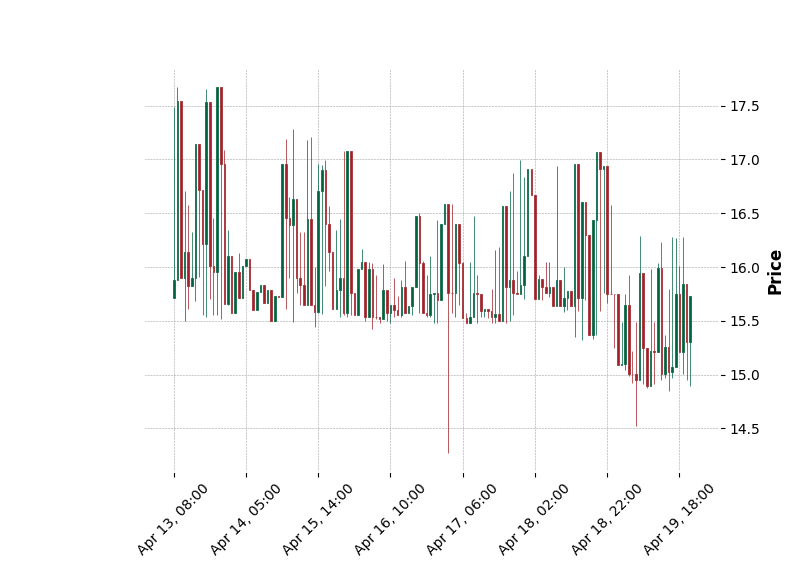 17.5
17.0
16.5
16.0
15.5
15.0
14.5
Price
Apr 13, 08:00
Apr 14, 05:00
Apr 15, 14:00
Apr 16, 10:00
Apr 17, 06:00
Apr 18, 02:00
Apr 18, 22:00
Apr 19, 18:00